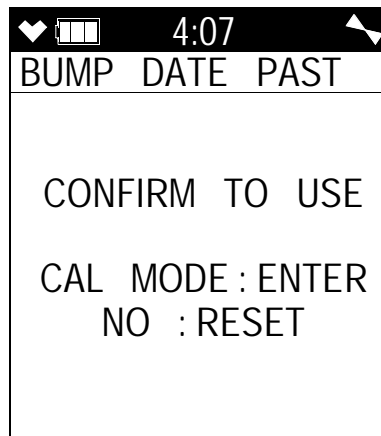 4:07
BUMP DATE PAST
CONFIRM TO USE
CAL MODE : ENTER
NO : RESET